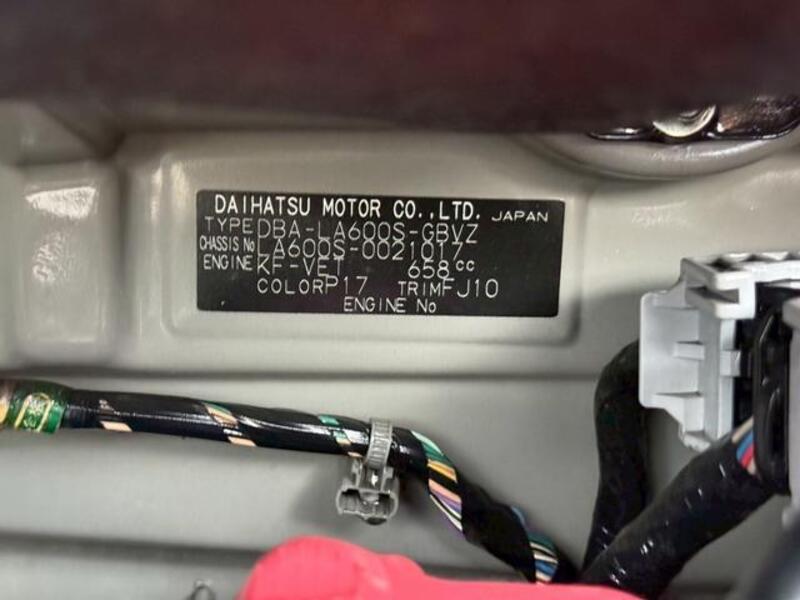 DAIHATSU MOTOR CO.,LTD. JAPAN
TYPE DBA-LA600S-GBVZ
CHASSIS No LA600S-0021017
ENGINE KF-VET 658cc
COLOR P17 TRIM FJ10
ENGINE No